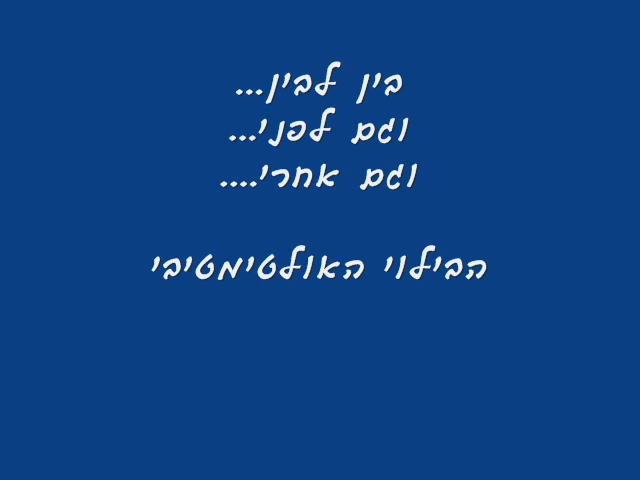 בין לבין...
וגם לפני...
וגם אחרי....
הבילוי האולטימטיבי